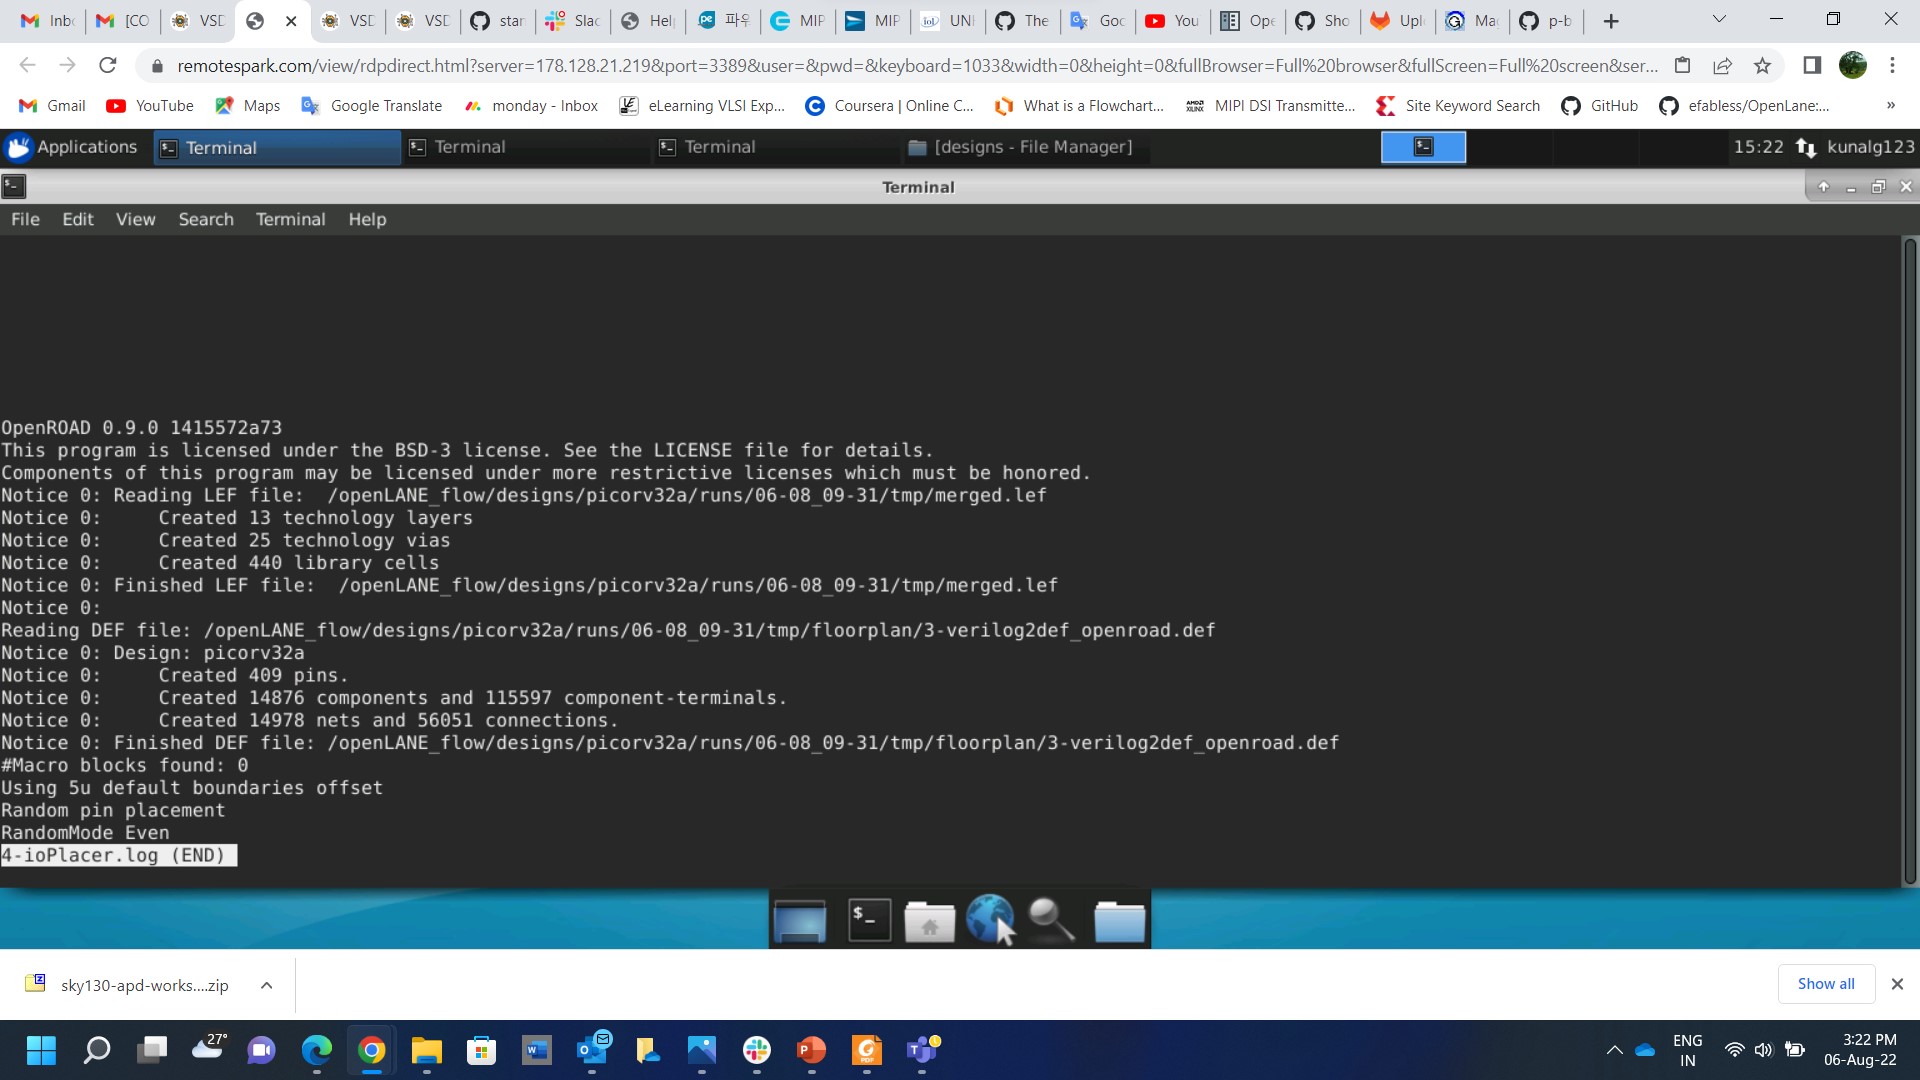 Inbo
[CO
VSD
VSD
VSD
star
Slac
Help
파우
MIP
MIP
UNI
The
Goo
You
Ope
Sho
Upl
Ma
p-b
remotespark.com/view/rdpdirect.html?server=178.128.21.219&port=3389&user=&pwd=&keyboard=1033&width=0&height=0&fullBrowser=Full%20browser&fullScreen=Full%20screen&ser...
Gmail YouTube Maps Google Translate monday - Inbox eLearning VLSI Exp... Coursera | Online C... What is a Flowchart... MIPI DSI Transmitte... Site Keyword Search GitHub efabless/OpenLane:... »
Applications Terminal Terminal Terminal [designs - File Manager] 15:22 kunalg123
Terminal
File Edit View Search Terminal Help
OpenROAD 0.9.0 1415572a73
This program is licensed under the BSD-3 license. See the LICENSE file for details.
Components of this program may be licensed under more restrictive licenses which must be honored.
Notice 0: Reading LEF file:  /openLANE_flow/designs/picorv32a/runs/06-08_09-31/tmp/merged.lef
Notice 0:     Created 13 technology layers
Notice 0:     Created 25 technology vias
Notice 0:     Created 440 library cells
Notice 0: Finished LEF file:  /openLANE_flow/designs/picorv32a/runs/06-08_09-31/tmp/merged.lef
Notice 0:
Reading DEF file: /openLANE_flow/designs/picorv32a/runs/06-08_09-31/tmp/floorplan/3-verilog2def_openroad.def
Notice 0: Design: picorv32a
Notice 0:     Created 409 pins.
Notice 0:     Created 14876 components and 115597 component-terminals.
Notice 0:     Created 14978 nets and 56051 connections.
Notice 0: Finished DEF file: /openLANE_flow/designs/picorv32a/runs/06-08_09-31/tmp/floorplan/3-verilog2def_openroad.def
#Macro blocks found: 0
Using 5u default boundaries offset
Random pin placement
RandomMode Even
4-ioPlacer.log (END)
sky130-apd-works....zip
Show all
27°
ENG
IN
3:22 PM
06-Aug-22